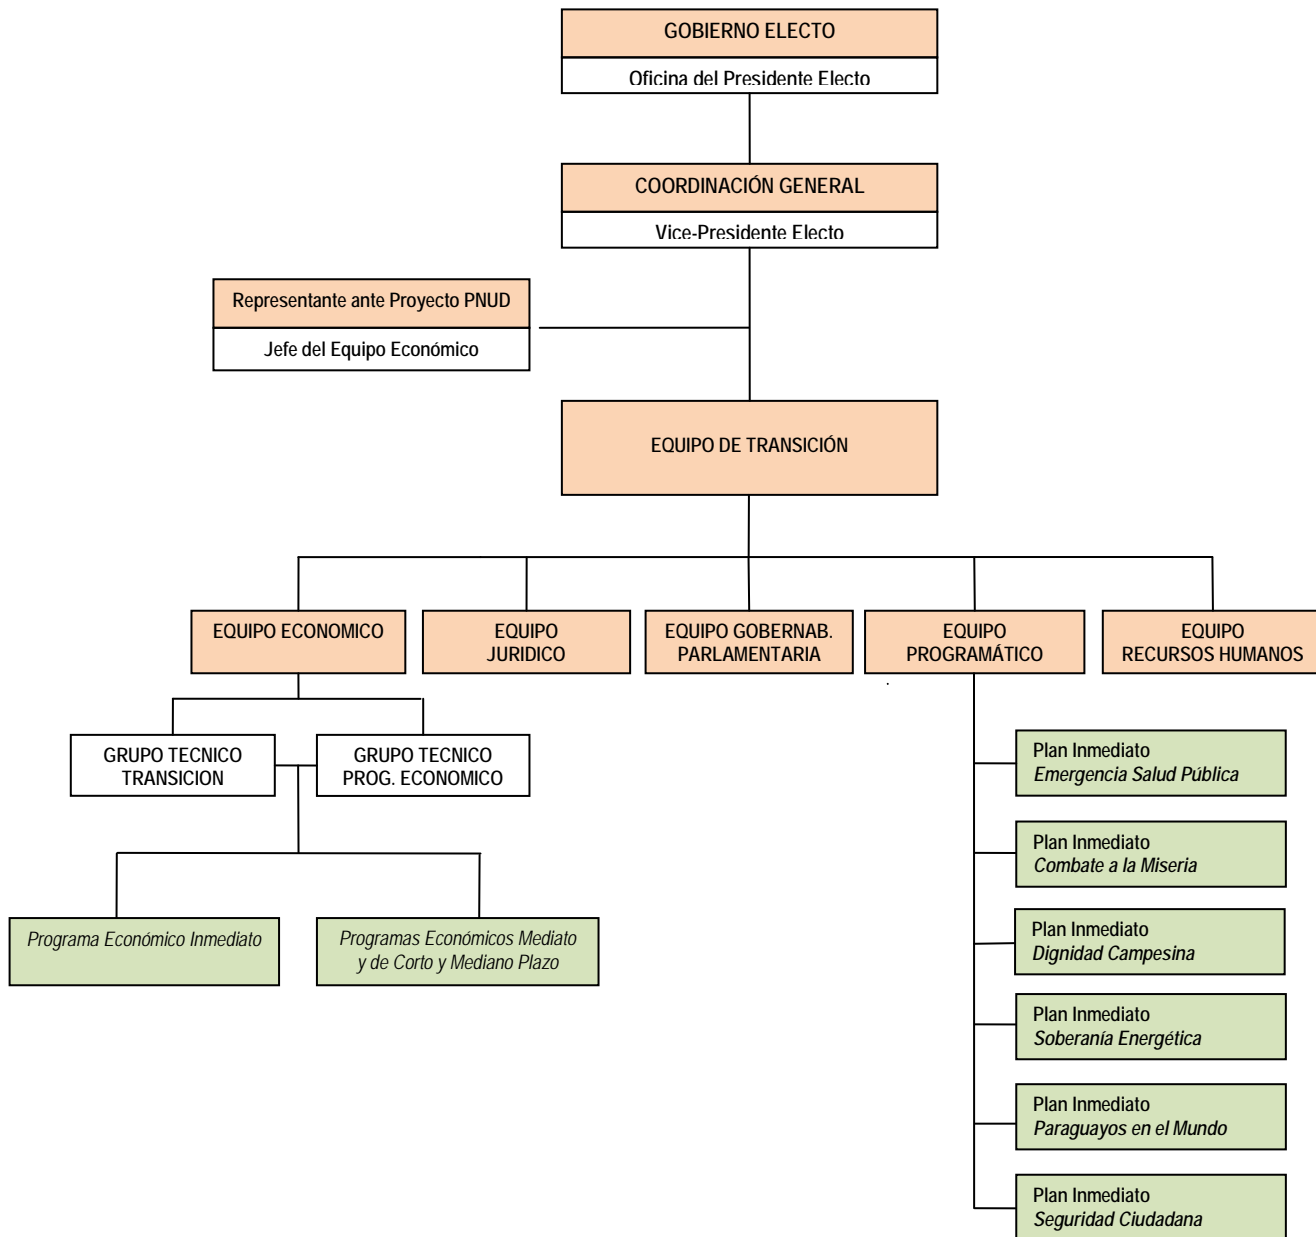 GOBIERNO ELECTO
Oficina del Presidente Electo
COORDINACIÓN GENERAL
Vice-Presidente Electo
Representante ante Proyecto PNUD
Jefe del Equipo Económico
EQUIPO DE TRANSICIÓN
EQUIPO ECONOMICO
EQUIPO
JURIDICO
EQUIPO GOBERNAB.
PARLAMENTARIA
EQUIPO
PROGRAMÁTICO
.
EQUIPO
RECURSOS HUMANOS
GRUPO TECNICO
TRANSICION
GRUPO TECNICO
PROG. ECONOMICO
Programa Económico Inmediato
Programas Económicos Mediato
y de Corto y Mediano Plazo
Plan Inmediato
Emergencia Salud Pública
Plan Inmediato
Combate a la Miseria
Plan Inmediato
Dignidad Campesina
Plan Inmediato
Soberanía Energética
Plan Inmediato
Paraguayos en el Mundo
Plan Inmediato
Seguridad Ciudadana